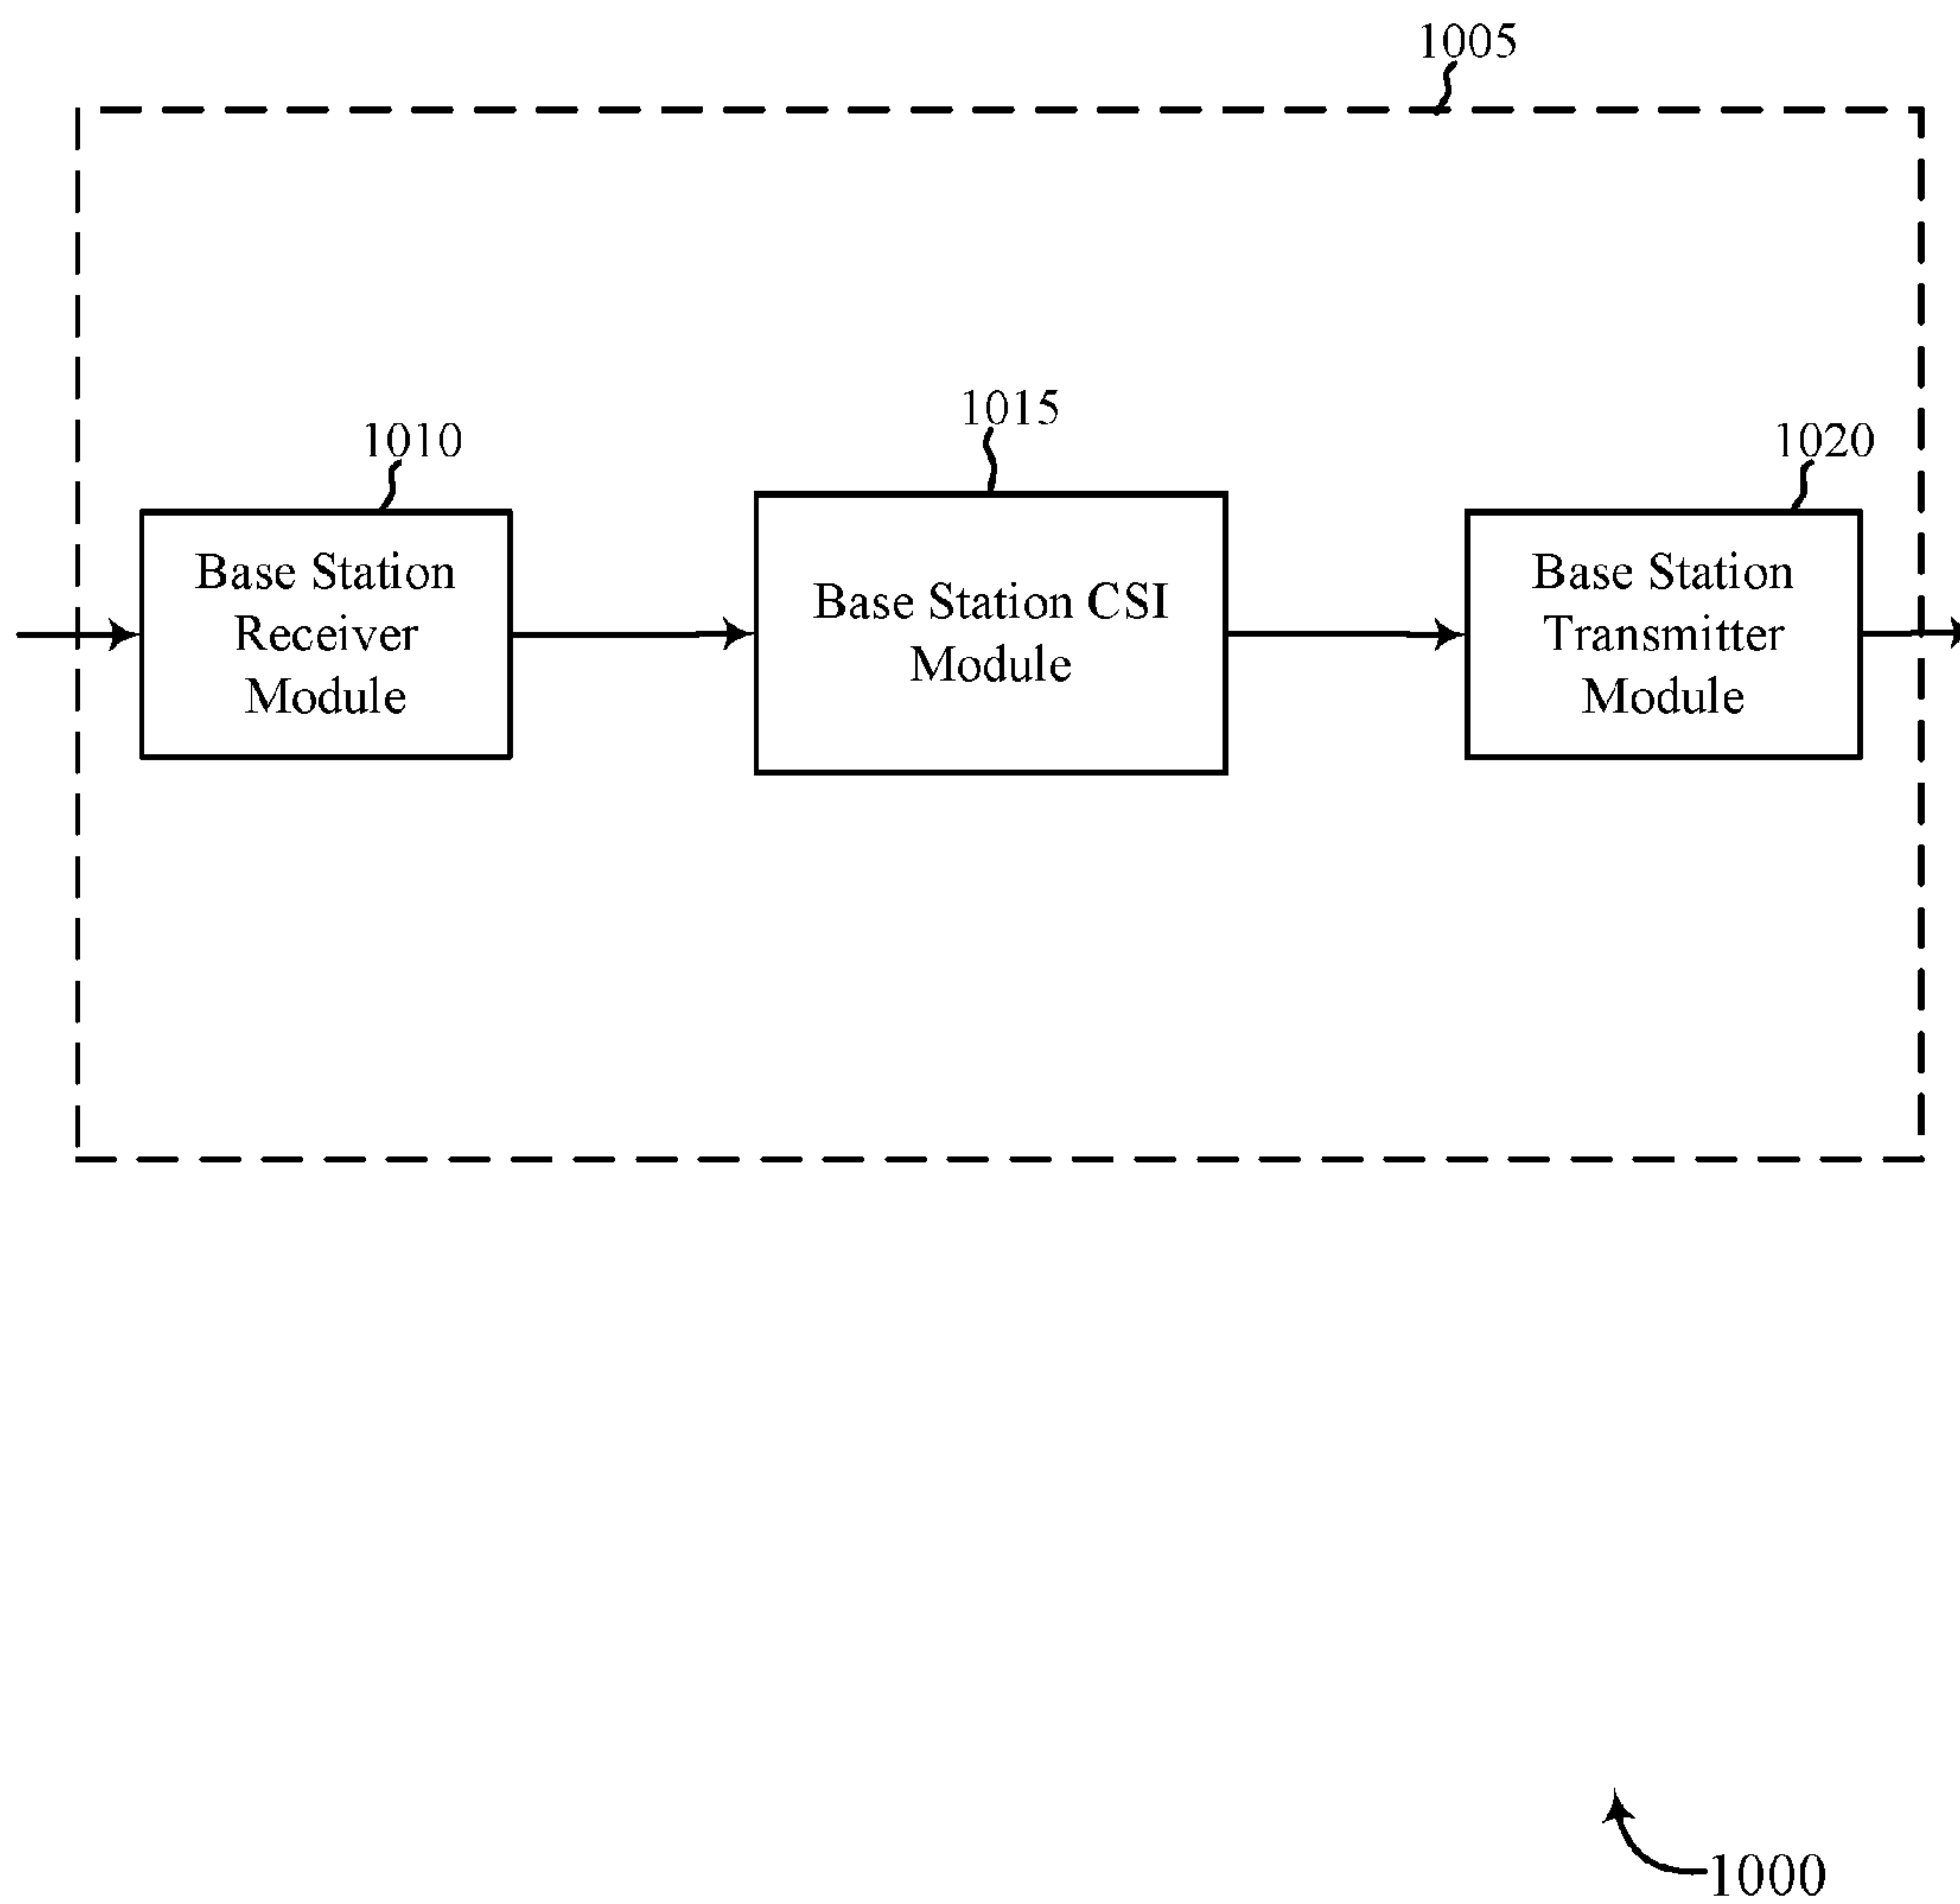 1005
1010
1015
1020
Base Station
Receiver
Module
Base Station CSI
Module
Base Station
Transmitter
Module
1000